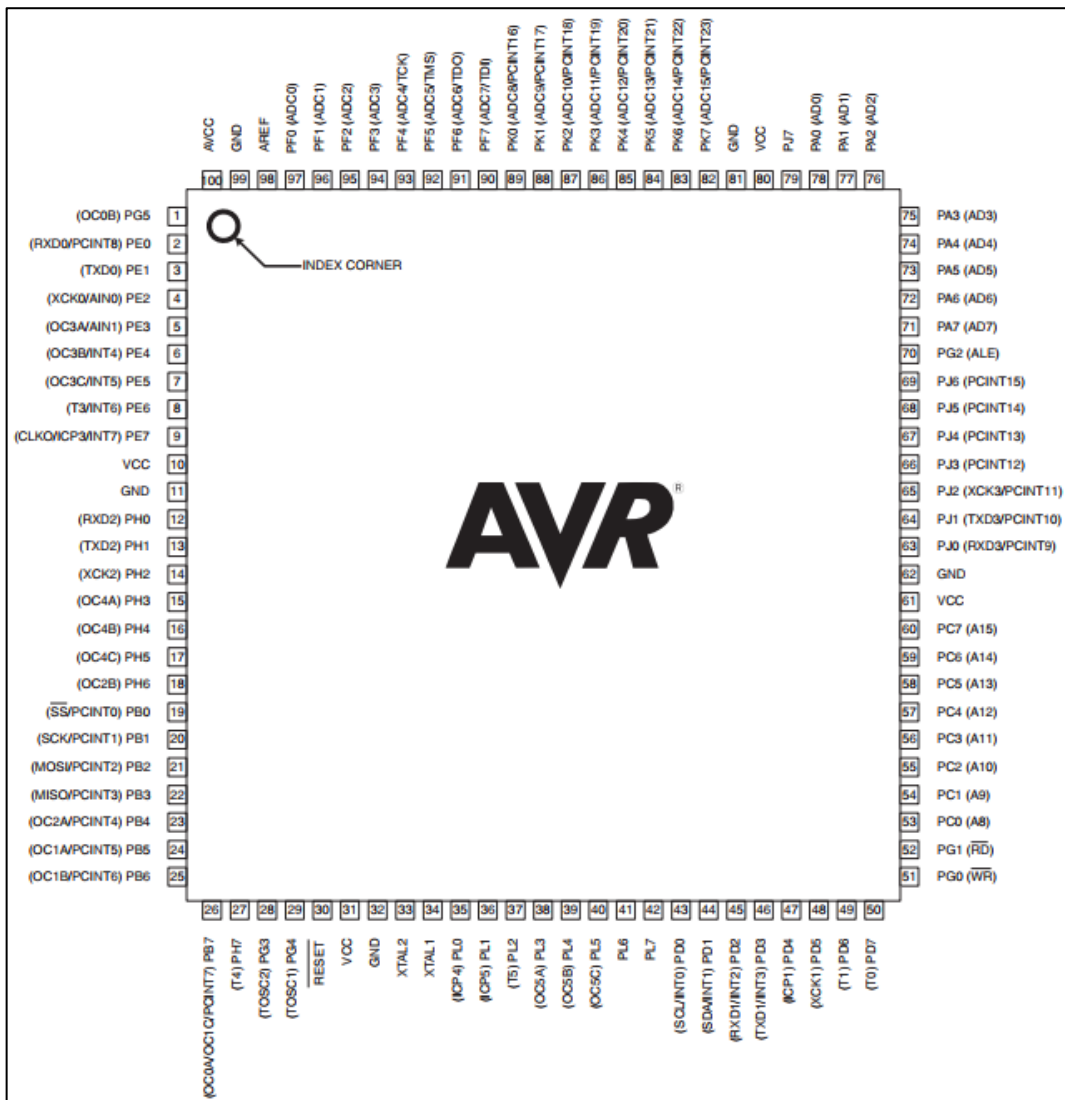 AVCC
GND
AREF
PF0 (ADC0)
PF1 (ADC1)
PF2 (ADC2)
PF3 (ADC3)
PF4 (ADC4/TCK)
PF5 (ADC5/TMS)
PF6 (ADC6/TDO)
PF7 (ADC7/TDI)
PK0 (ADC8/PCINT16)
PK1 (ADC9/PCINT17)
PK2 (ADC10/PCINT18)
PK3 (ADC11/PCINT19)
PK4 (ADC12/PCINT20)
PK5 (ADC13/PCINT21)
PK6 (ADC14/PCINT22)
PK7 (ADC15/PCINT23)
GND
VCC
PJ7
PA0 (AD0)
PA1 (AD1)
PA2 (AD2)
100 99 98 97 96 95 94 93 92 91 90 89 88 87 86 85 84 83 82 81 80 79 78 77 76
(OC0B) PG5 1
(RXD0/PCINT8) PE0 2
(TXD0) PE1 3
(XCK0/AIN0) PE2 4
(OC3A/AIN1) PE3 5
(OC3B/INT4) PE4 6
(OC3C/INT5) PE5 7
(T3/INT6) PE6 8
(CLKO/ICP3/INT7) PE7 9
VCC 10
GND 11
(RXD2) PH0 12
(TXD2) PH1 13
(XCK2) PH2 14
(OC4A) PH3 15
(OC4B) PH4 16
(OC4C) PH5 17
(OC2B) PH6 18
(SS/PCINT0) PB0 19
(SCK/PCINT1) PB1 20
(MOSI/PCINT2) PB2 21
(MISO/PCINT3) PB3 22
(OC2A/PCINT4) PB4 23
(OC1A/PCINT5) PB5 24
(OC1B/PCINT6) PB6 25
INDEX CORNER
AVR®
75 PA3 (AD3)
74 PA4 (AD4)
73 PA5 (AD5)
72 PA6 (AD6)
71 PA7 (AD7)
70 PG2 (ALE)
69 PJ6 (PCINT15)
68 PJ5 (PCINT14)
67 PJ4 (PCINT13)
66 PJ3 (PCINT12)
65 PJ2 (XCK3/PCINT11)
64 PJ1 (TXD3/PCINT10)
63 PJ0 (RXD3/PCINT9)
62 GND
61 VCC
60 PC7 (A15)
59 PC6 (A14)
58 PC5 (A13)
57 PC4 (A12)
56 PC3 (A11)
55 PC2 (A10)
54 PC1 (A9)
53 PC0 (A8)
52 PG1 (RD)
51 PG0 (WR)
26 27 28 29 30 31 32 33 34 35 36 37 38 39 40 41 42 43 44 45 46 47 48 49 50
(OC0A/OC1C/PCINT7) PB7
(T4) PH7
(TOSC2) PG3
(TOSC1) PG4
RESET
VCC
GND
XTAL2
XTAL1
(ICP4) PL0
(ICP5) PL1
(T5) PL2
(OC5A) PL3
(OC5B) PL4
(OC5C) PL5
PL6
PL7
(SCL/INT0) PD0
(SDA/INT1) PD1
(RXD1/INT2) PD2
(TXD1/INT3) PD3
(ICP1) PD4
(XCK1) PD5
(T1) PD6
(T0) PD7